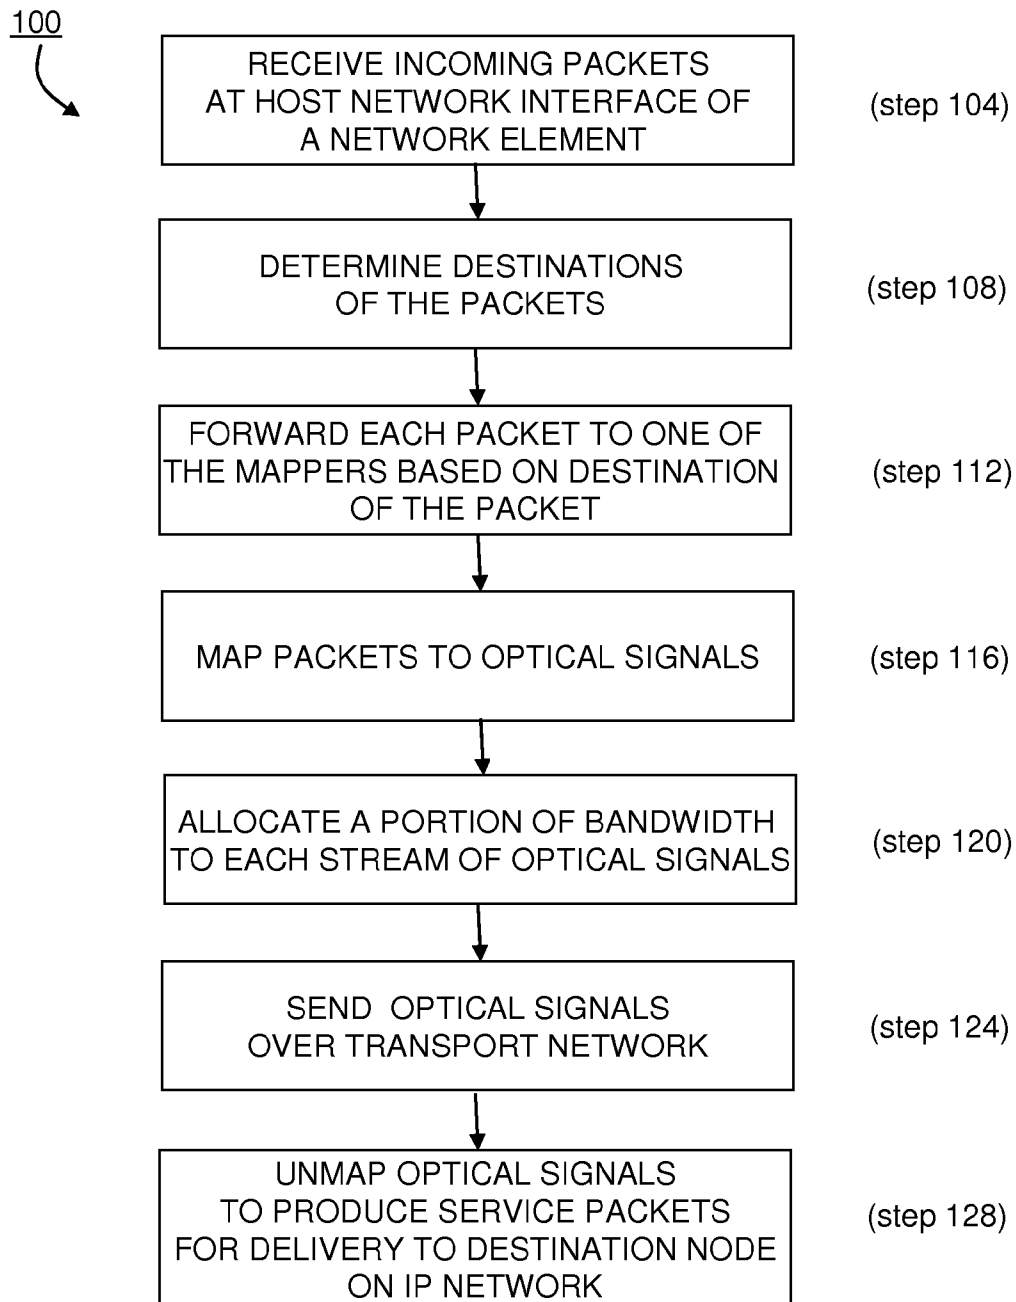 100
RECEIVE INCOMING PACKETS
AT HOST NETWORK INTERFACE OF
A NETWORK ELEMENT
(step 104)
DETERMINE DESTINATIONS
OF THE PACKETS
(step 108)
FORWARD EACH PACKET TO ONE OF
THE MAPPERS BASED ON DESTINATION
OF THE PACKET
(step 112)
MAP PACKETS TO OPTICAL SIGNALS
(step 116)
ALLOCATE A PORTION OF BANDWIDTH
TO EACH STREAM OF OPTICAL SIGNALS
(step 120)
SEND OPTICAL SIGNALS
OVER TRANSPORT NETWORK
(step 124)
UNMAP OPTICAL SIGNALS
TO PRODUCE SERVICE PACKETS
FOR DELIVERY TO DESTINATION NODE
ON IP NETWORK
(step 128)